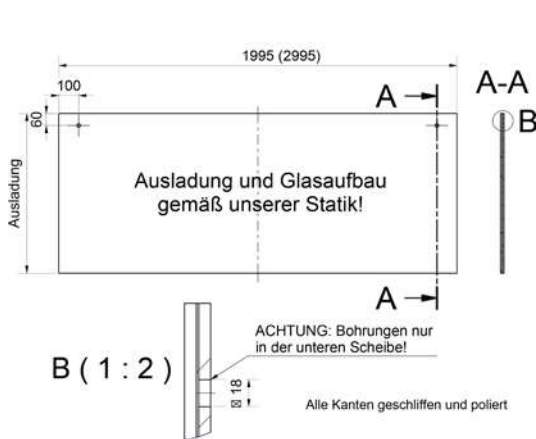 1995 (2995)
100
A
A-A
60
B
Ausladung
Ausladung und Glasaufbau
gemäß unserer Statik!
A
B ( 1 : 2 )
ACHTUNG: Bohrungen nur
in der unteren Scheibe!
18
Alle Kanten geschliffen und poliert